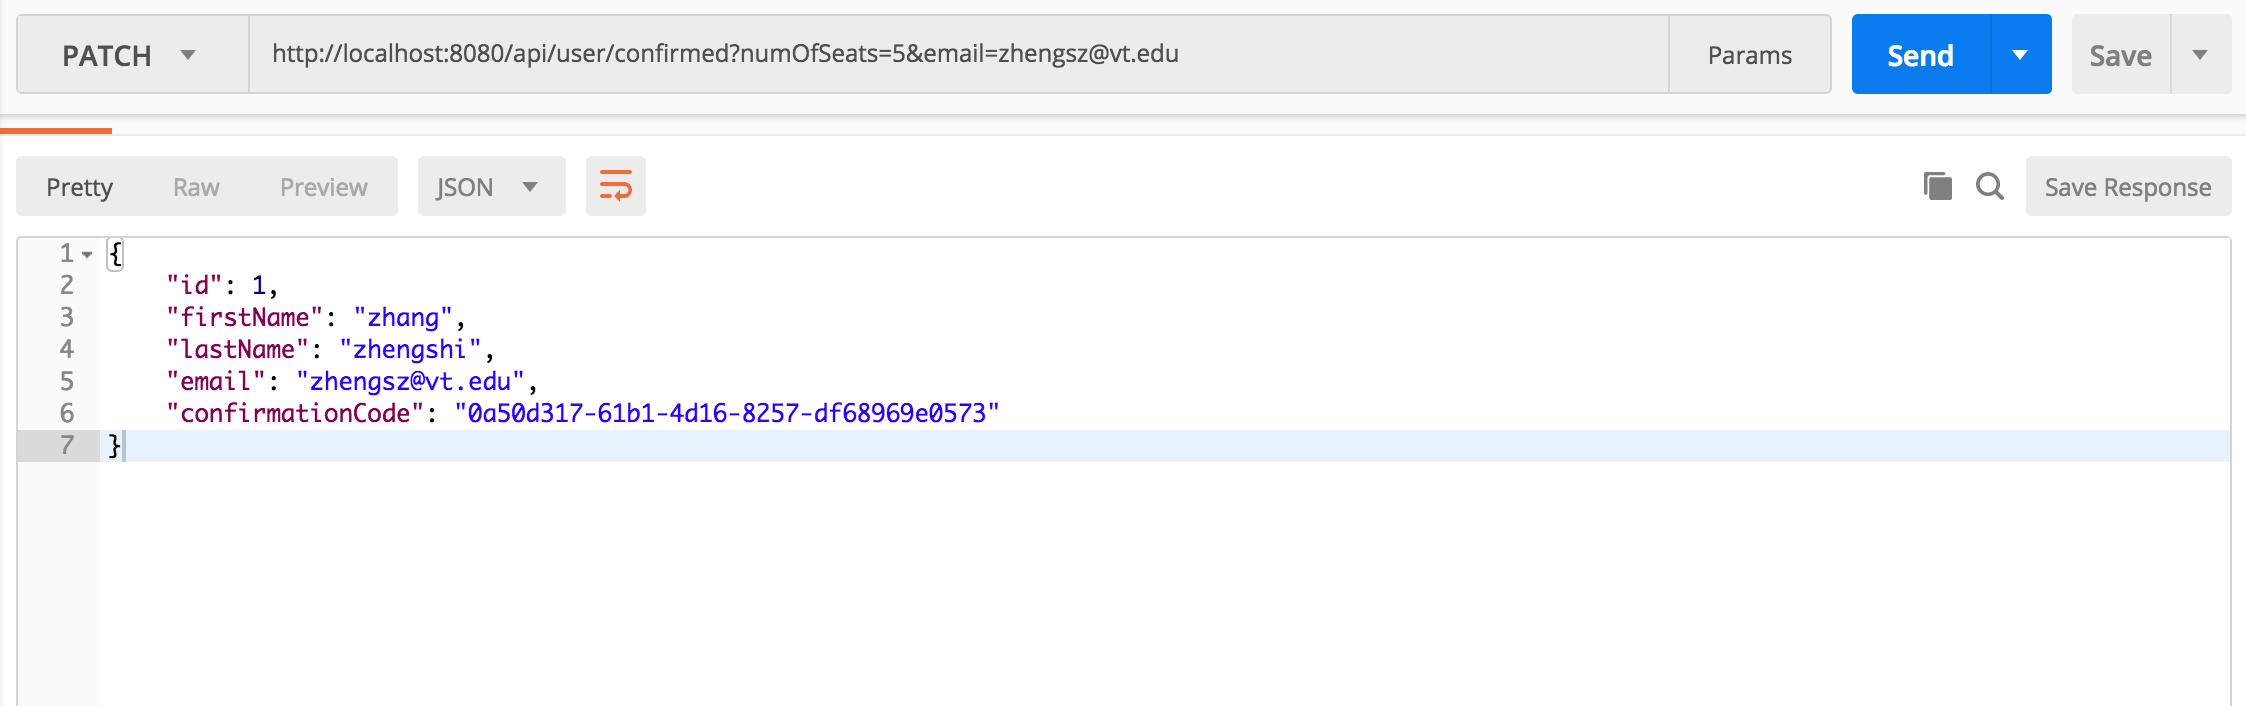 PATCH http://localhost:8080/api/user/confirmed?numOfSeats=5&email=zhengsz@vt.edu Params Send Save
Pretty Raw Preview JSON Save Response
1 {
2 "id": 1,
3 "firstName": "zhang",
4 "lastName": "zhengshi",
5 "email": "zhengsz@vt.edu",
6 "confirmationCode": "0a50d317-61b1-4d16-8257-df68969e0573"
7 }